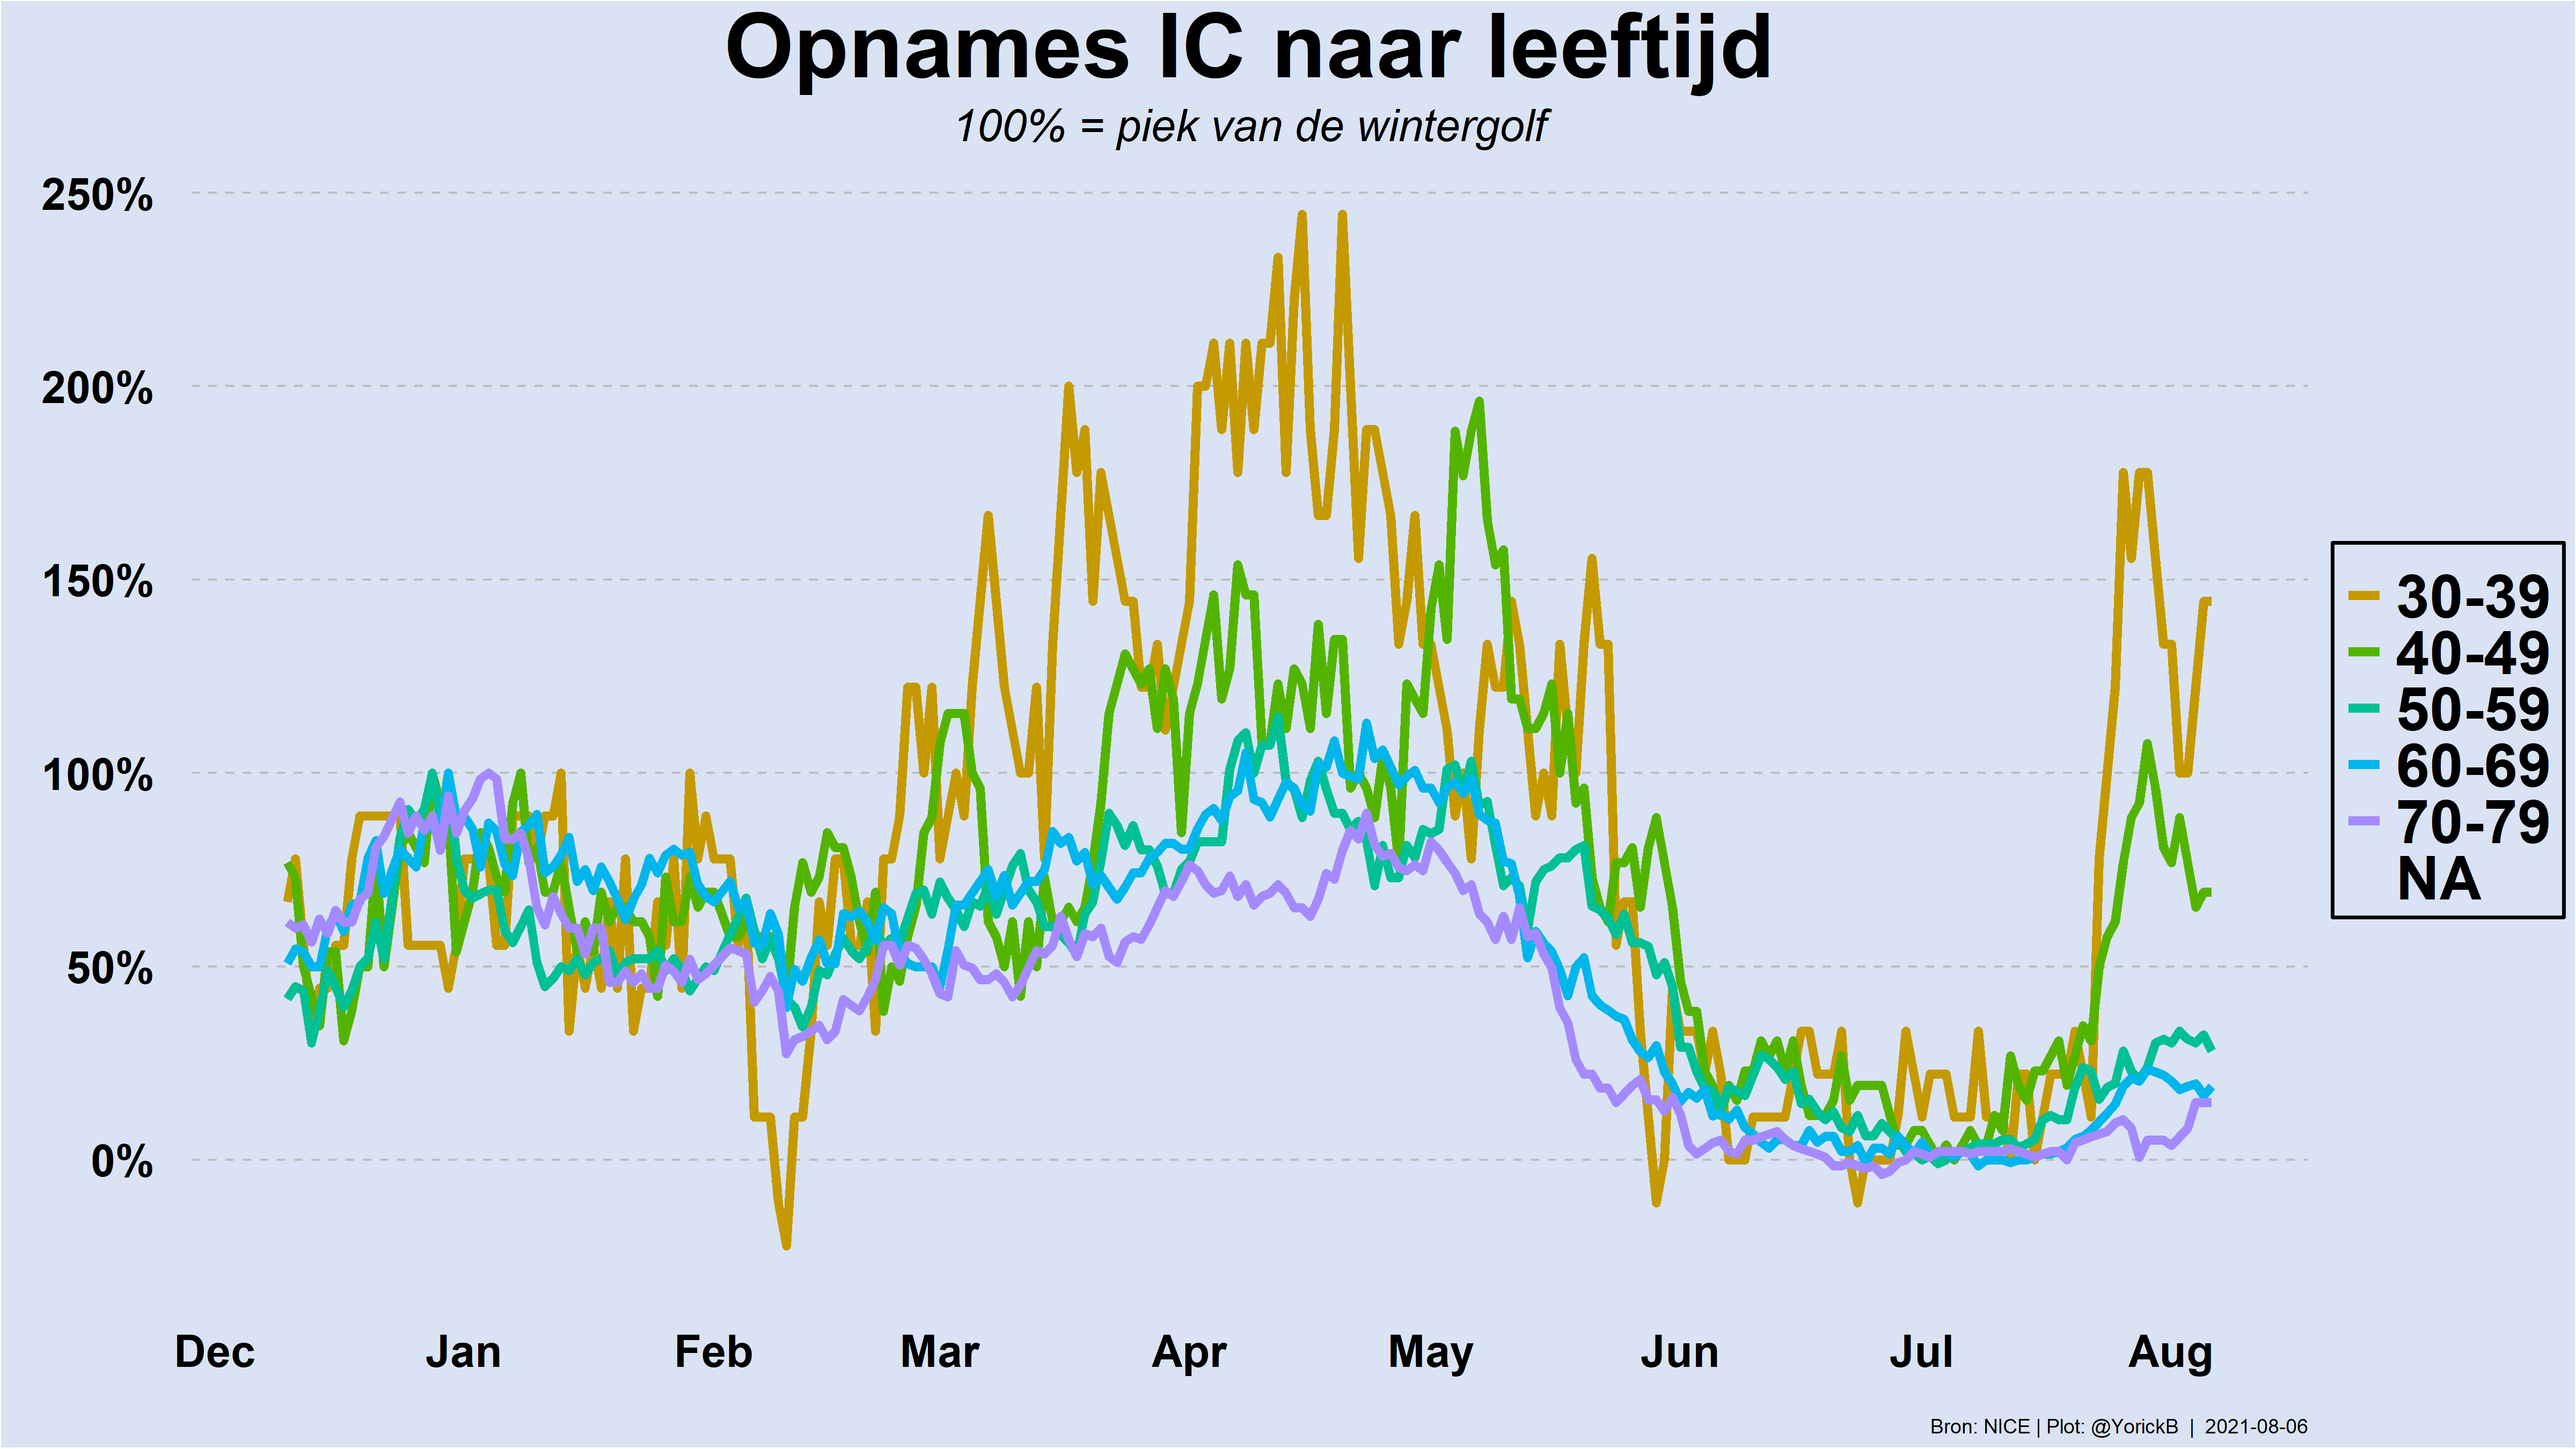 Opnames IC naar leeftijd
100% = piek van de wintergolf
250%
200%
150%
100%
50%
0%
Dec Jan Feb Mar Apr May Jun Jul Aug
30-39
40-49
50-59
60-69
70-79
NA
Bron: NICE | Plot: @YorickB | 2021-08-06